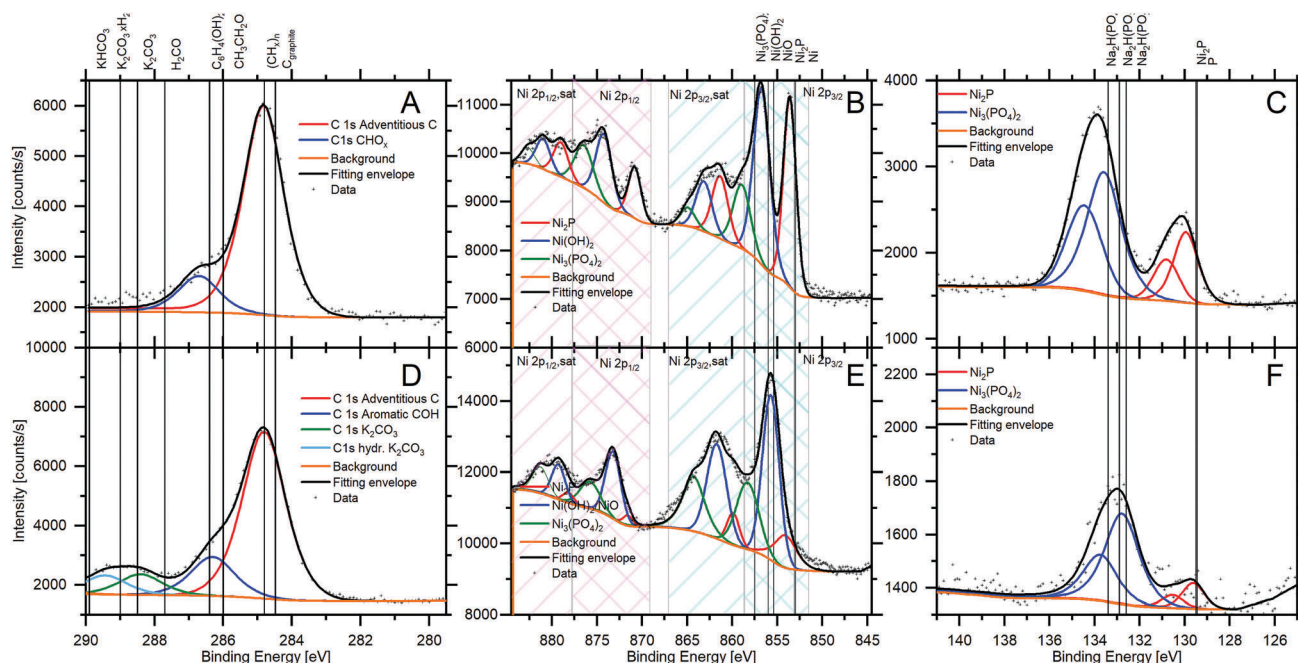 KHCO3
K2CO3 xH2
K2CO3
H2CO
C6H4(OH)2
CH3CH2O
(CHx)n
Cgraphite
Ni3(PO4)2
Ni(OH)2
NiO
Ni2P
Ni
Na2H(PO4
Na2H(PO4
Na2H(PO4
Ni2P
P
A
C 1s Adventitious C
C1s CHOx
Background
Fitting envelope
Data
Intensity [counts/s]
6000
5000
4000
3000
2000
B
Ni 2p1/2,sat
Ni 2p1/2
Ni 2p3/2,sat
Ni 2p3/2
Ni2P
Ni(OH)2
Ni3(PO4)2
Background
Fitting envelope
Data
11000
10000
9000
8000
7000
6000
C
Ni2P
Ni3(PO4)2
Background
Fitting envelope
Data
4000
3000
2000
1000
D
C 1s Adventitious C
C 1s Aromatic COH
C 1s K2CO3
C1s hydr. K2CO3
Background
Fitting envelope
Data
Intensity [counts/s]
10000
8000
6000
4000
2000
290 288 286 284 282 280
Binding Energy [eV]
E
Ni 2p1/2,sat
Ni 2p1/2
Ni 2p3/2,sat
Ni 2p3/2
Ni2P
Ni(OH)2 NiO
Ni3(PO4)2
Background
Fitting envelope
Data
14000
12000
10000
8000
880 873 865 860 855 850 845
Binding Energy [eV]
F
Ni2P
Ni3(PO4)2
Background
Fitting envelope
Data
2200
2000
1800
1600
1400
140 138 136 134 132 130 128 126
Binding Energy [eV]